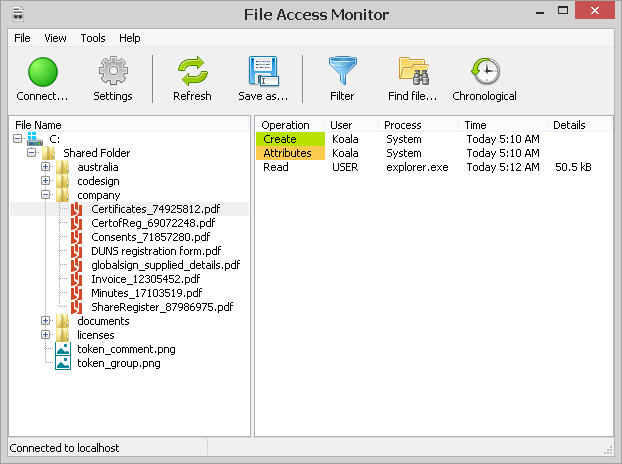 File Access Monitor
File View Tools Help
Connect... Settings Refresh Save as... Filter Find file... Chronological
File Name
C:
Shared Folder
australia
codesign
company
Certificates_74925812.pdf
CertofReg_69072248.pdf
Consents_71857280.pdf
DUNS registration form.pdf
globalsign_supplied_details.pdf
Invoice_12305452.pdf
Minutes_17103519.pdf
ShareRegister_87986975.pdf
documents
licenses
token_comment.png
token_group.png
Operation User Process Time Details
Create Koala System Today 5:10 AM
Attributes Koala System Today 5:10 AM
Read USER explorer.exe Today 5:12 AM 50.5 kB
Connected to localhost